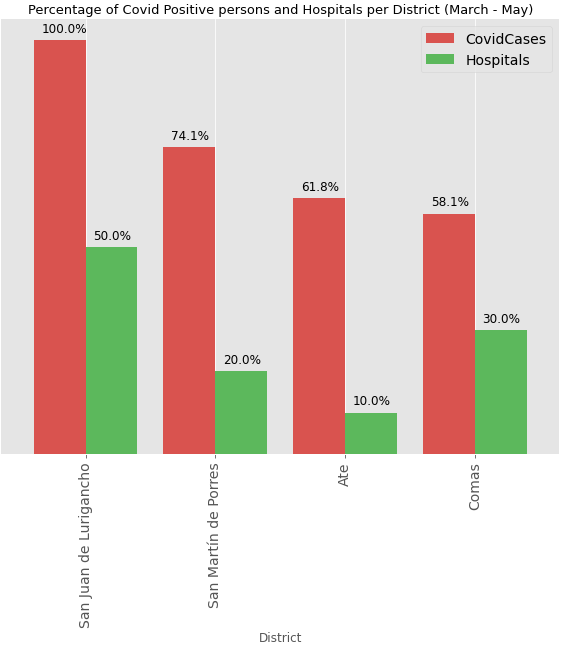 Percentage of Covid Positive persons and Hospitals per District (March - May)
CovidCases
Hospitals
100.0%
50.0%
74.1%
20.0%
61.8%
10.0%
58.1%
30.0%
San Juan de Lurigancho
San Martín de Porres
Ate
Comas
District